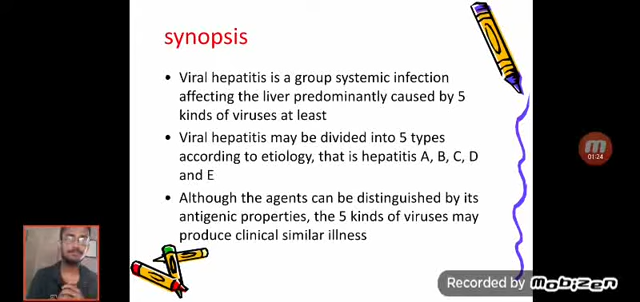 synopsis
• Viral hepatitis is a group systemic infection
affecting the liver predominantly caused by 5
kinds of viruses at least
• Viral hepatitis may be divided into 5 types
according to etiology, that is hepatitis A, B, C, D
and E
• Although the agents can be distinguished by its
antigenic properties, the 5 kinds of viruses may
produce clinical similar illness
M
01:24
Recorded by mobizen